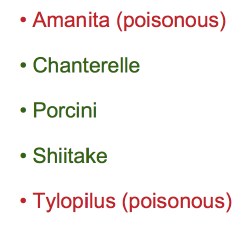 • Amanita (poisonous)
• Chanterelle
• Porcini
• Shiitake
• Tylopilus (poisonous)